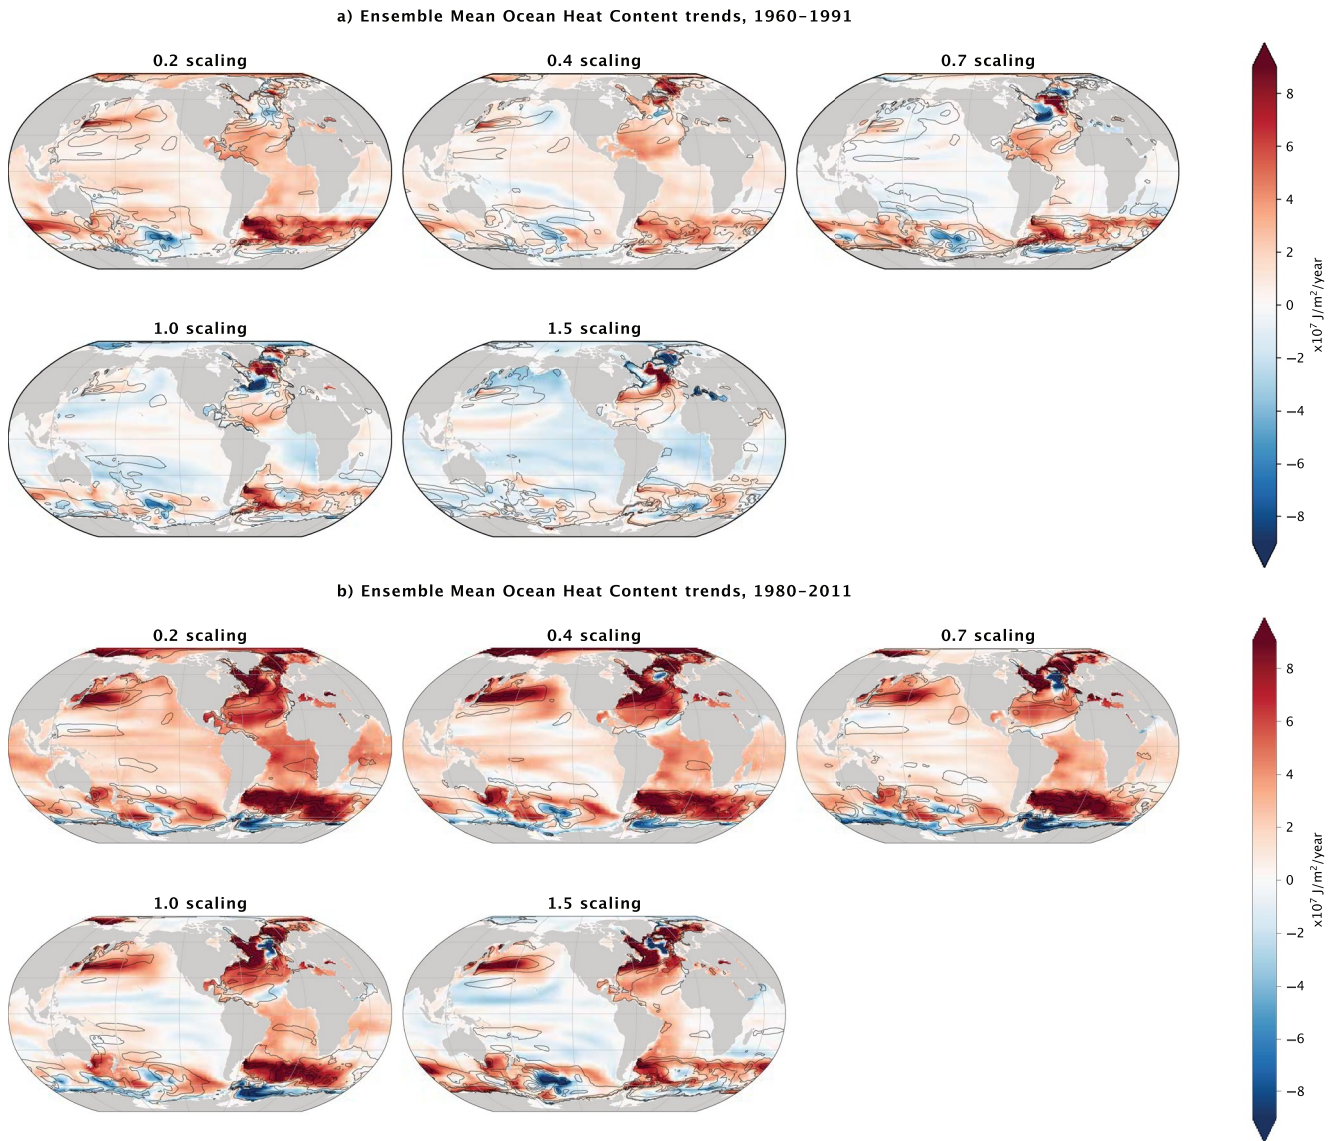 a) Ensemble Mean Ocean Heat Content trends, 1960–1991
0.2 scaling
0.4 scaling
0.7 scaling
8
6
4
2
0
−2
−4
−6
−8
x10⁷ J/m²/year
1.0 scaling
1.5 scaling
b) Ensemble Mean Ocean Heat Content trends, 1980–2011
0.2 scaling
0.4 scaling
0.7 scaling
8
6
4
2
0
−2
−4
−6
−8
x10⁷ J/m²/year
1.0 scaling
1.5 scaling